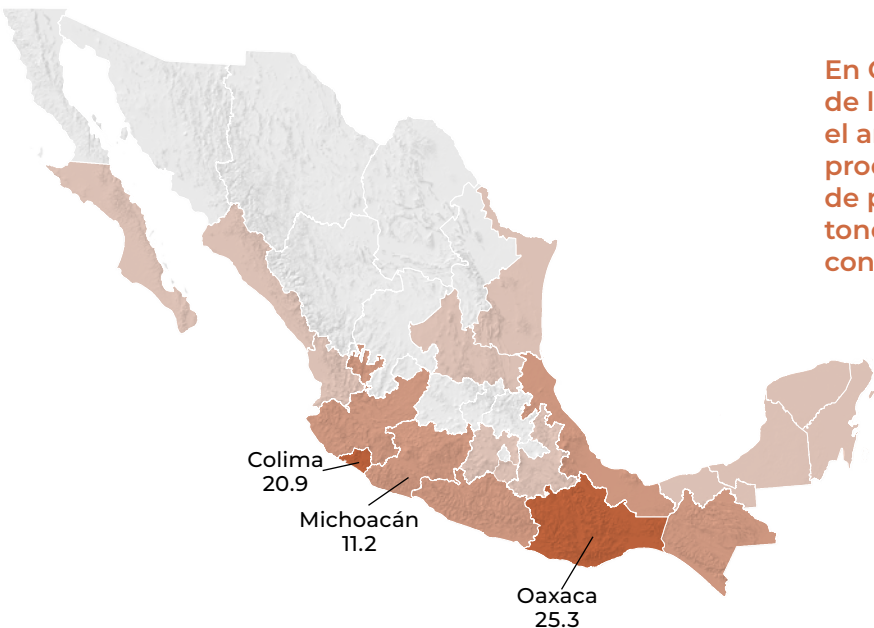 En
de l
el a
proc
de p
tone
con
Colima
20.9
Michoacán
11.2
Oaxaca
25.3